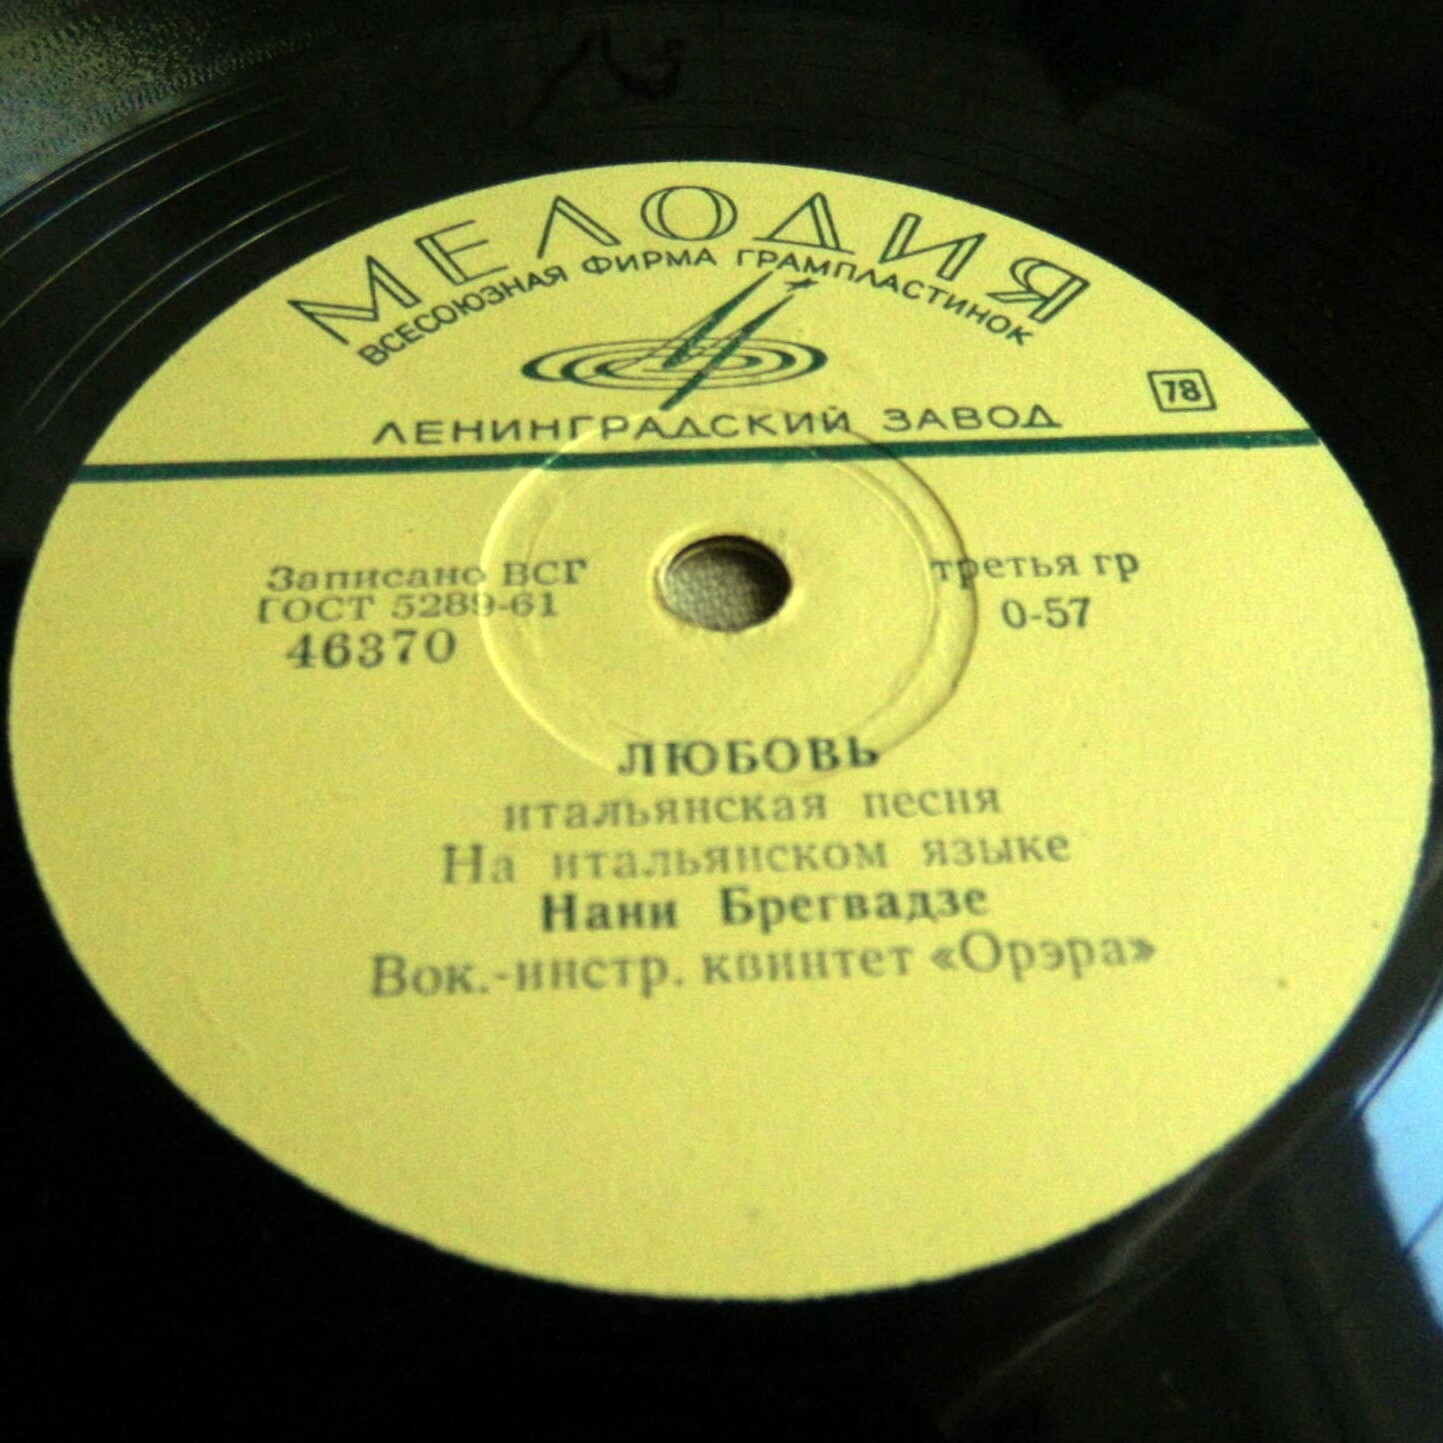 МЕЛОДИЯ
ВСЕСОЮЗНАЯ ФИРМА ГРАМПЛАСТИНОК
ЛЕНИНГРАДСКИЙ ЗАВОД
78
Записано ВСГ
ГОСТ 5289-61
46370
третья гр
0-57
ЛЮБОВЬ
итальянская песня
На итальянском языке
Нани Брегвадзе
Вок.-инстр. квинтет «Орэра»